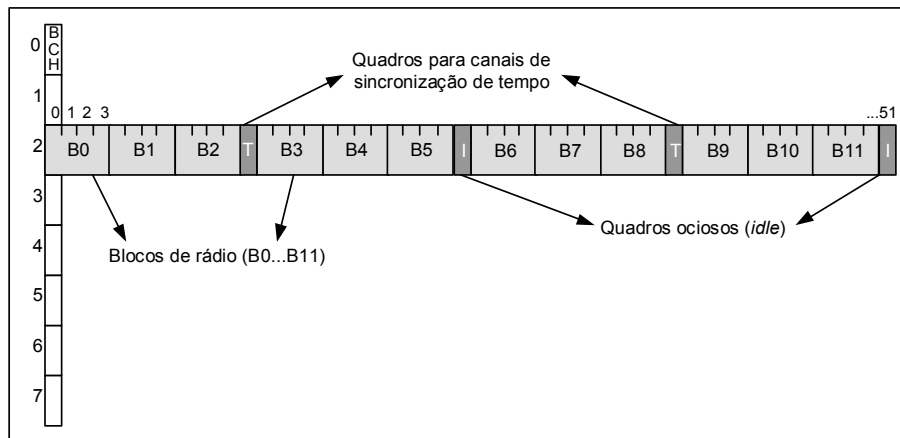 0 BCH
Quadros para canais de
sincronização de tempo
1
0 1 2 3 ...51
2 B0 B1 B2 T B3 B4 B5 I B6 B7 B8 T B9 B10 B11 I
3
Quadros ociosos (idle)
4
Blocos de rádio (B0...B11)
5
6
7